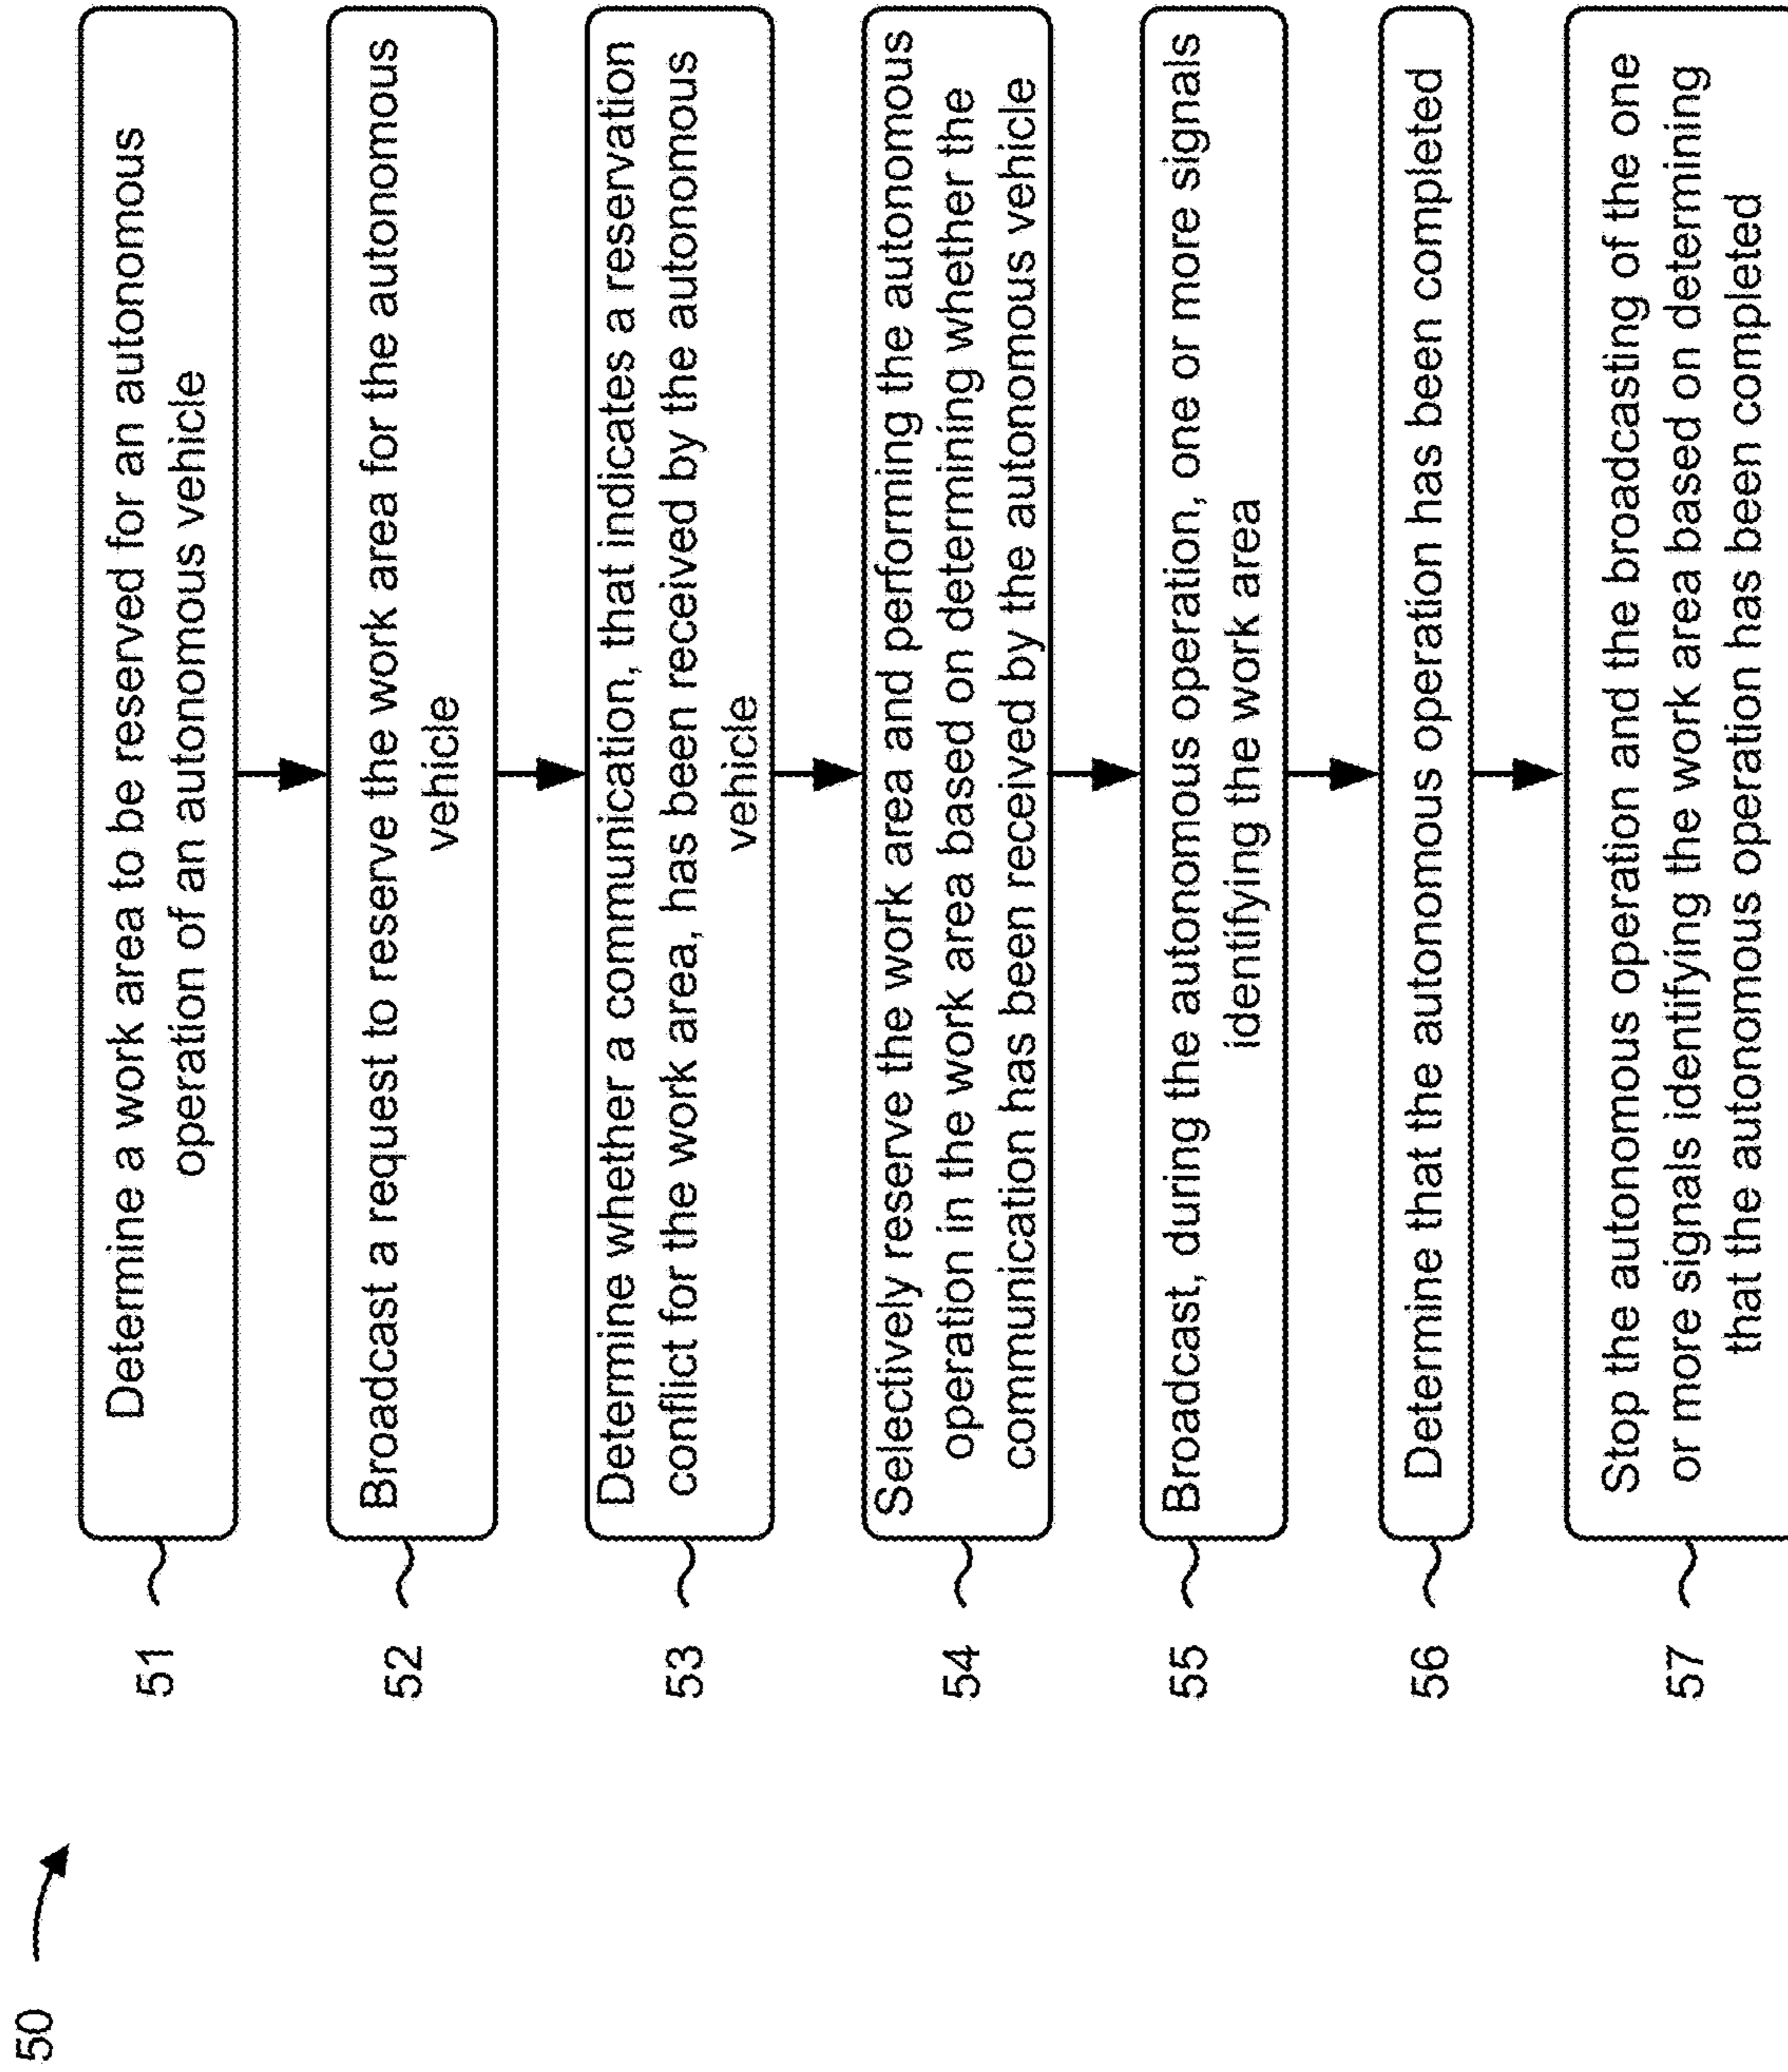 50
51
Determine a work area to be reserved for an autonomous
operation of an autonomous vehicle
52
Broadcast a request to reserve the work area for the autonomous
vehicle
53
Determine whether a communication, that indicates a reservation
conflict for the work area, has been received by the autonomous
vehicle
54
Selectively reserve the work area and performing the autonomous
operation in the work area based on determining whether the
communication has been received by the autonomous vehicle
55
Broadcast, during the autonomous operation, one or more signals
identifying the work area
56
Determine that the autonomous operation has been completed
57
Stop the autonomous operation and the broadcasting of the one
or more signals identifying the work area based on determining
that the autonomous operation has been completed